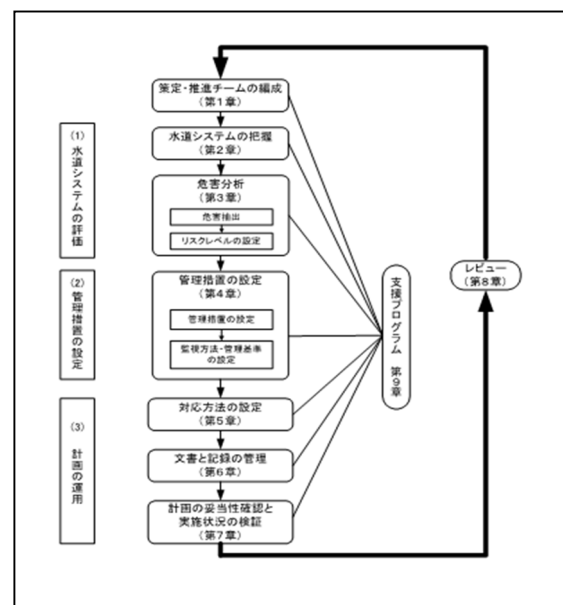 策定・推進チームの編成
(第1章)
(1)
水道システムの評価
水道システムの把握
(第2章)
危害分析
(第3章)
危害抽出
リスクレベルの設定
(2)
管理措置の設定
管理措置の設定
(第4章)
管理措置の設定
監視方法・管理基準
の設定
(3)
計画の運用
対応方法の設定
(第5章)
文書と記録の管理
(第6章)
計画の妥当性確認と
実施状況の検証
(第7章)
支援プログラム 第9章
レビュー
(第8章)